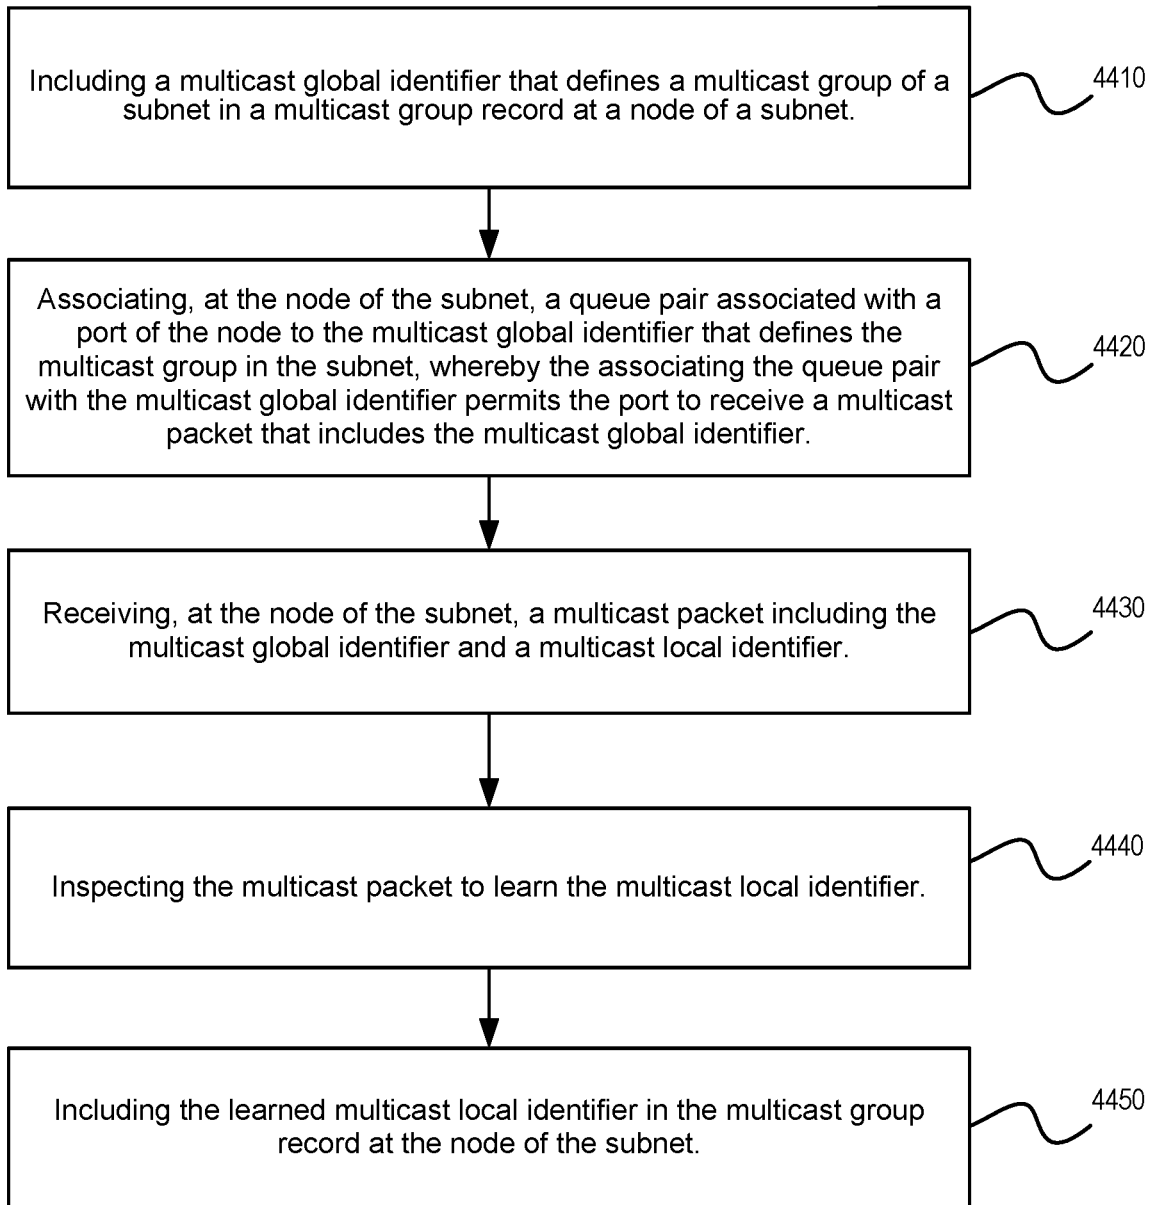 Including a multicast global identifier that defines a multicast group of a
subnet in a multicast group record at a node of a subnet.
4410
Associating, at the node of the subnet, a queue pair associated with a
port of the node to the multicast global identifier that defines the
multicast group in the subnet, whereby the associating the queue pair
with the multicast global identifier permits the port to receive a multicast
packet that includes the multicast global identifier.
4420
Receiving, at the node of the subnet, a multicast packet including the
multicast global identifier and a multicast local identifier.
4430
Inspecting the multicast packet to learn the multicast local identifier.
4440
Including the learned multicast local identifier in the multicast group
record at the node of the subnet.
4450